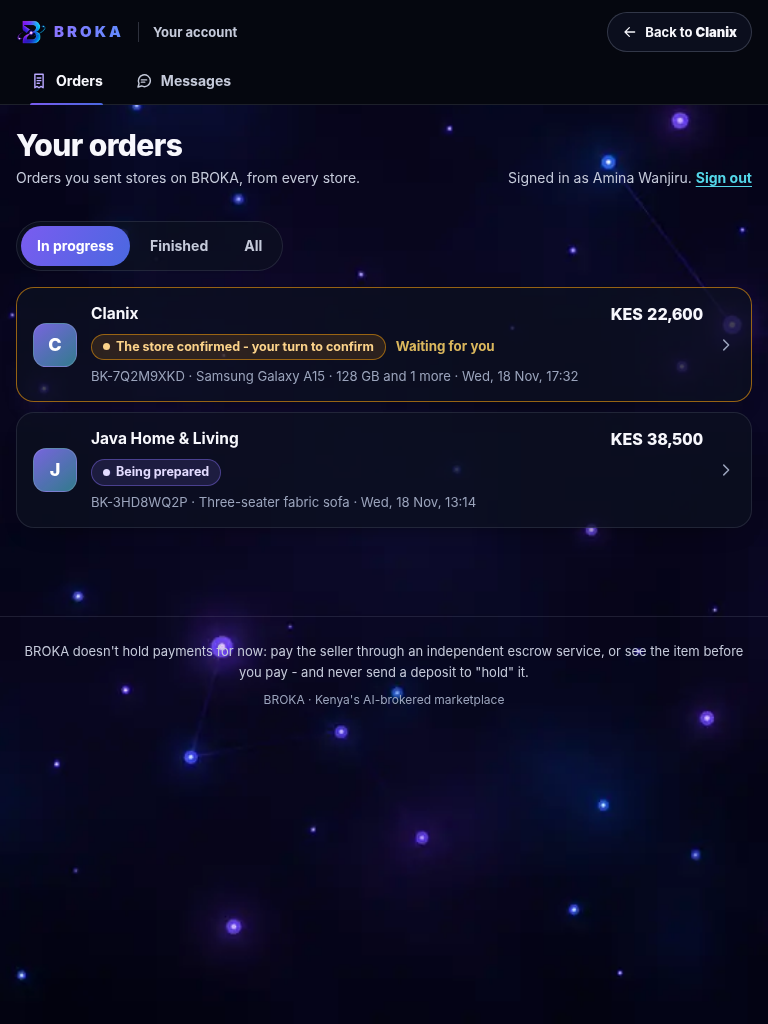 BROKA
Your account
Back to Clanix
Orders
Messages
Your orders
Orders you sent stores on BROKA, from every store.
Signed in as Amina Wanjiru. Sign out
In progress
Finished
All
C
Clanix
KES 22,600
The store confirmed - your turn to confirm
Waiting for you
BK-7Q2M9XKD · Samsung Galaxy A15 · 128 GB and 1 more · Wed, 18 Nov, 17:32
J
Java Home & Living
KES 38,500
Being prepared
BK-3HD8WQ2P · Three-seater fabric sofa · Wed, 18 Nov, 13:14
BROKA doesn't hold payments for now: pay the seller through an independent escrow service, or see the item before
you pay - and never send a deposit to "hold" it.
BROKA · Kenya's AI-brokered marketplace